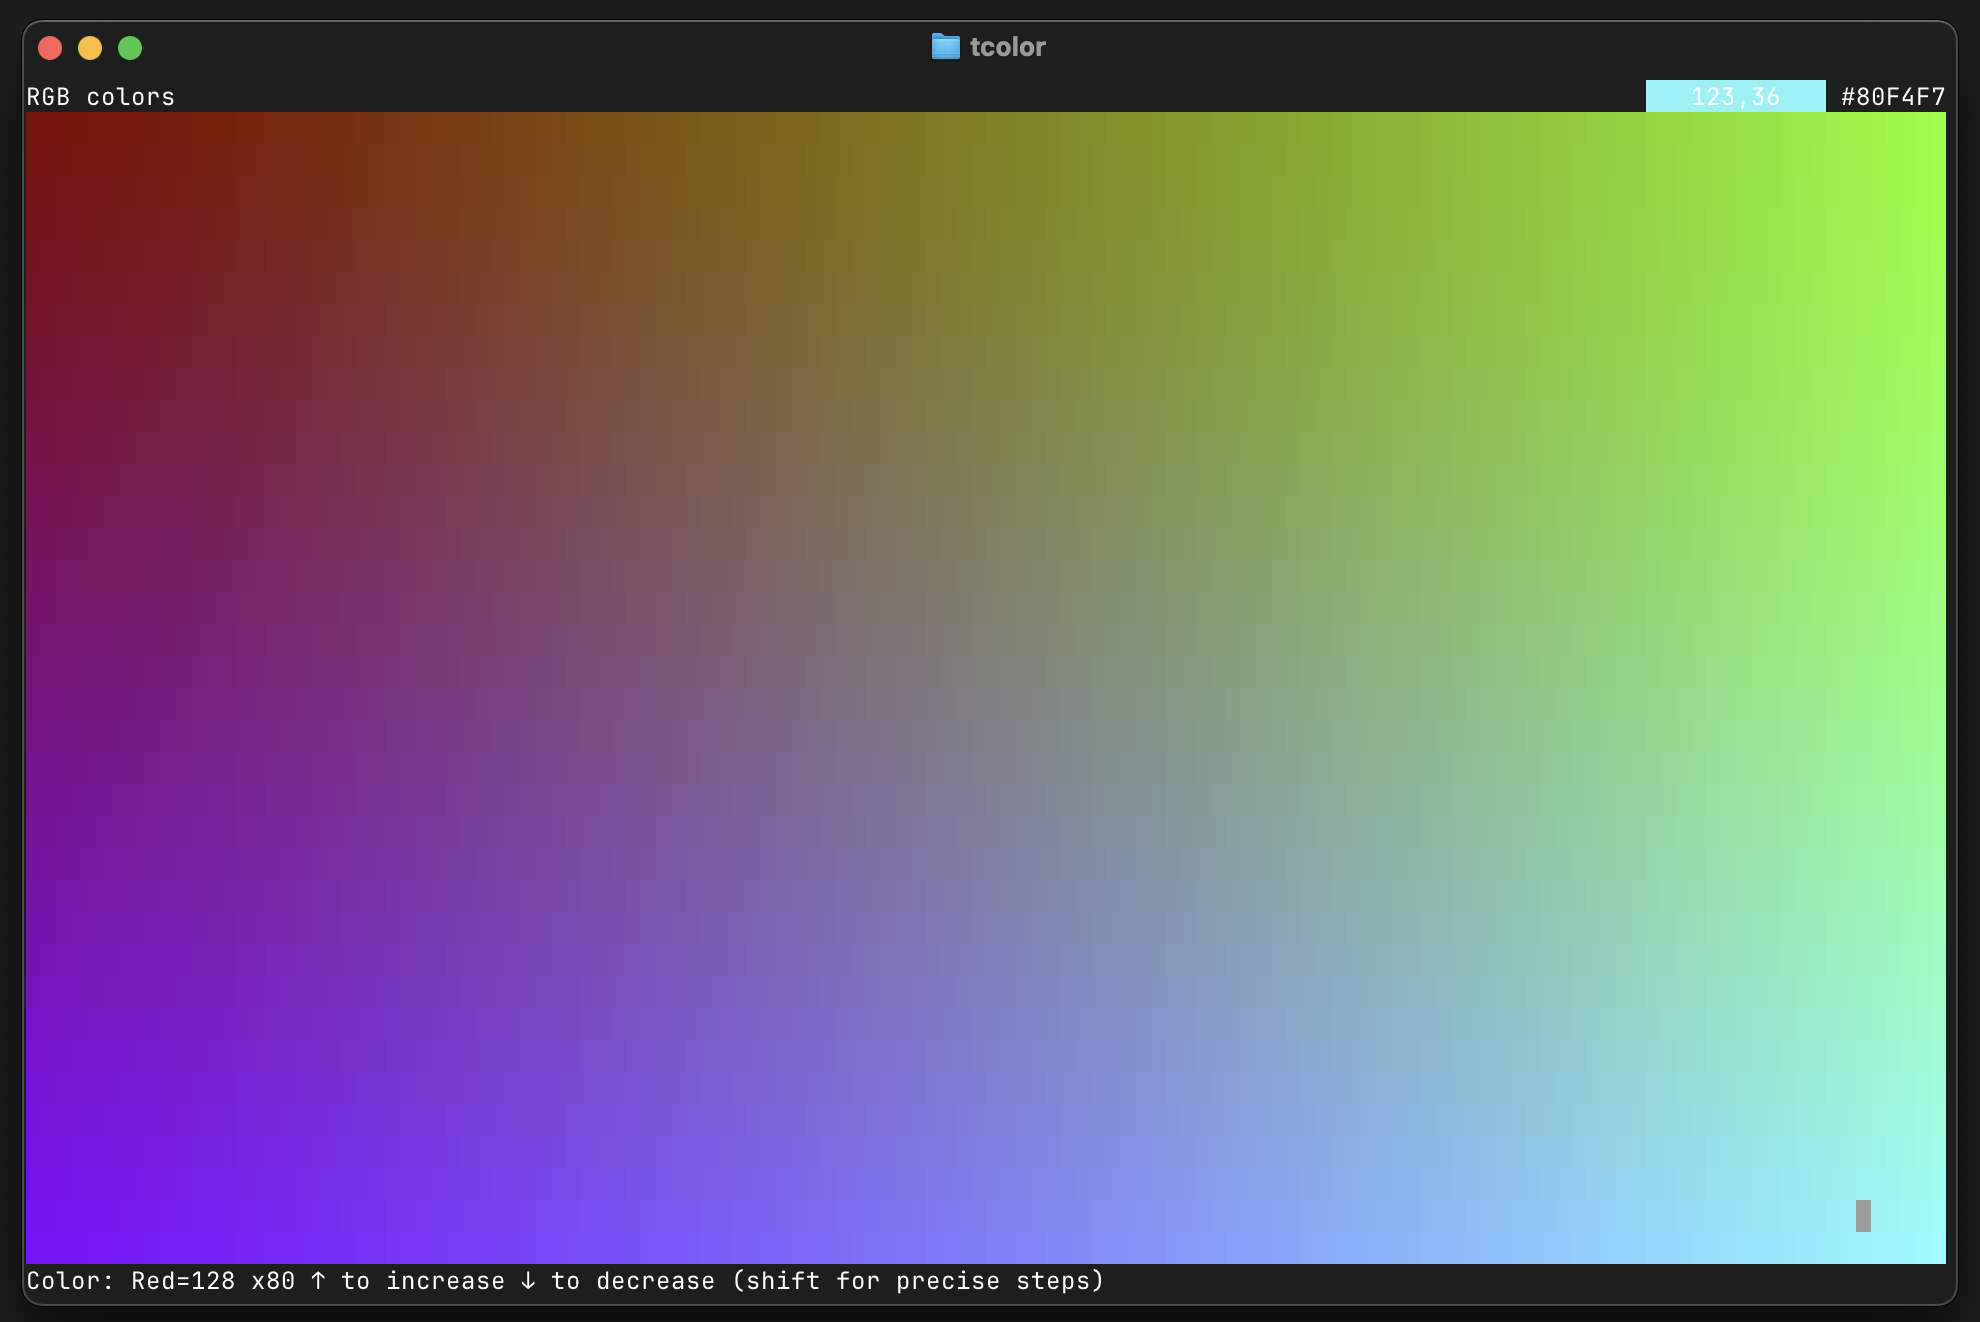 tcolor
RGB colors 123,36 #80F4F7
Color: Red=128 x80 ↑ to increase ↓ to decrease (shift for precise steps)